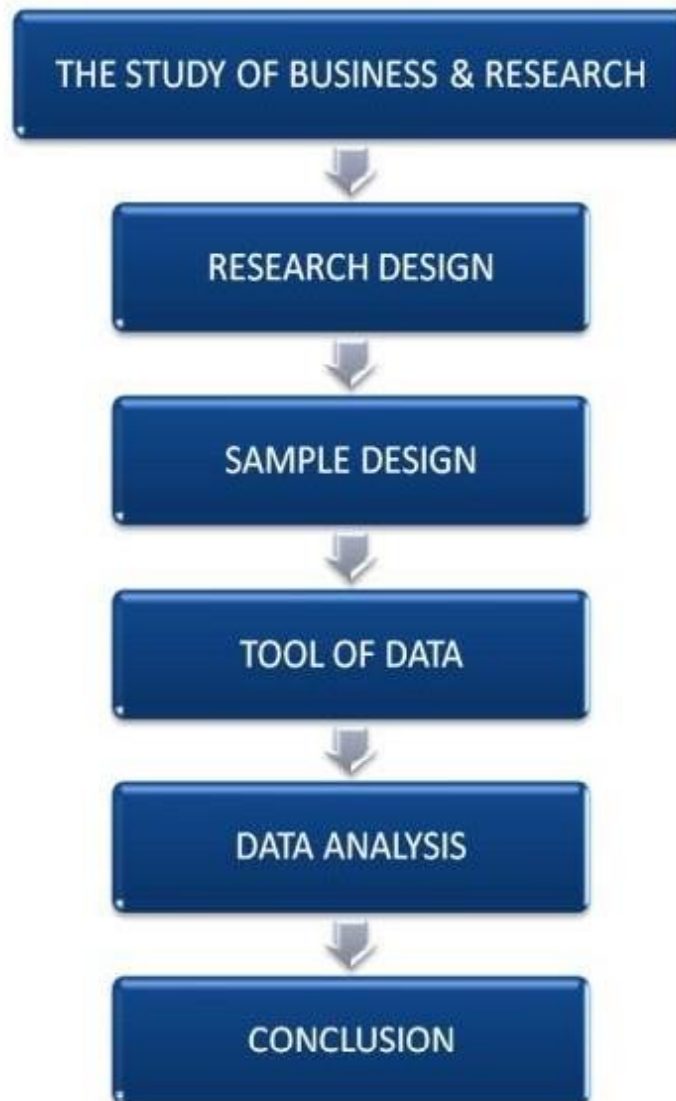 THE STUDY OF BUSINESS & RESEARCH
RESEARCH DESIGN
SAMPLE DESIGN
TOOL OF DATA
DATA ANALYSIS
CONCLUSION